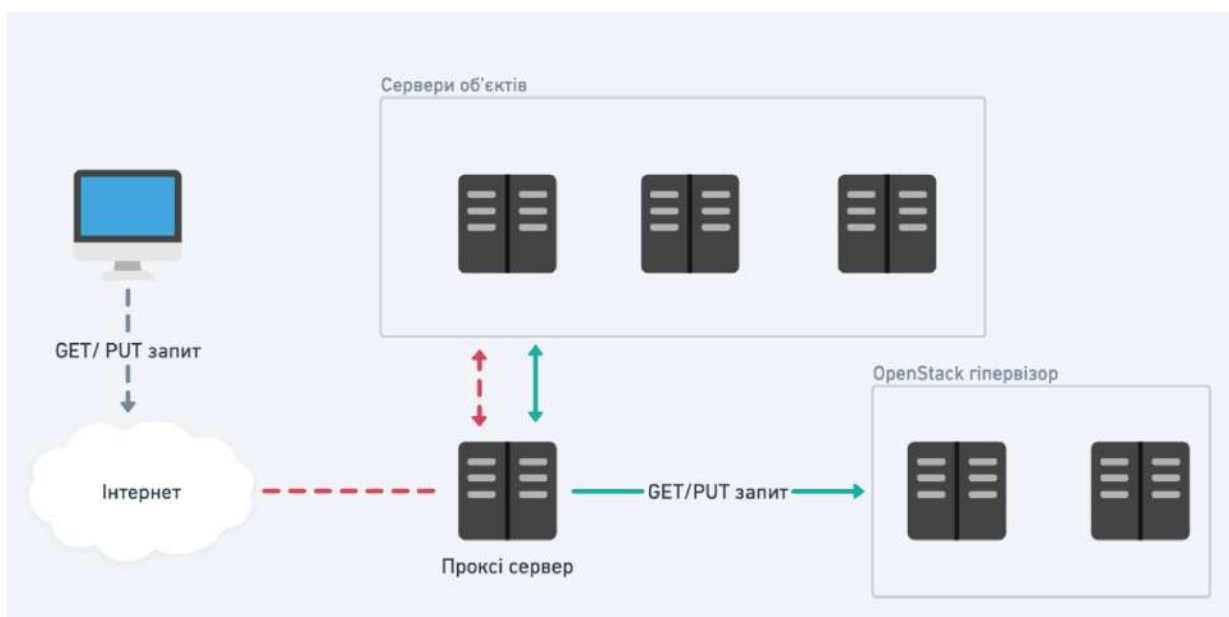 Сервери об'єктів
GET/ PUT запит
OpenStack гіпервізор
Інтернет
GET/PUT запит
Проксі сервер